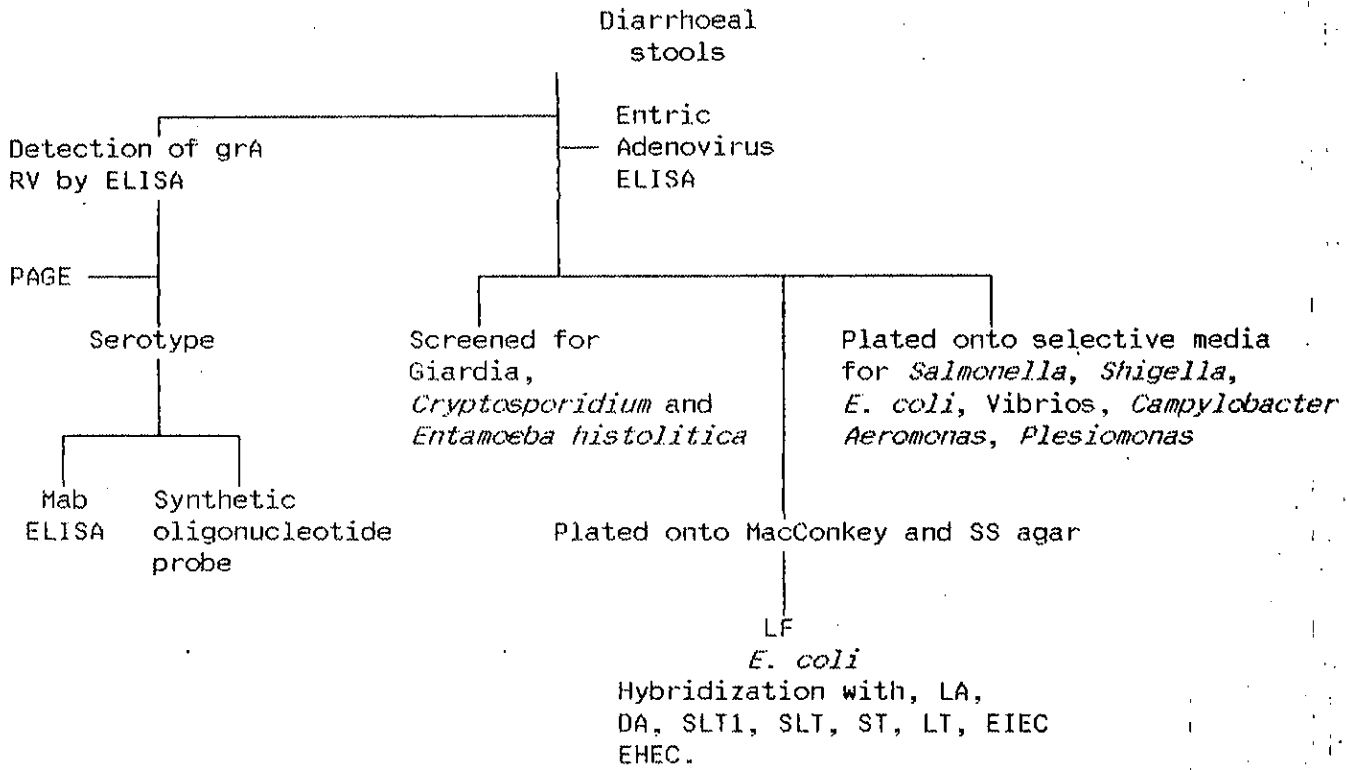 Diarrhoeal
stools
Entric
Adenovirus
ELISA
Detection of grA
RV by ELISA
PAGE
Serotype
Mab
ELISA
Synthetic
oligonucleotide
probe
Screened for
Giardia,
Cryptosporidium and
Entamoeba histolitica
Plated onto selective media
for Salmonella, Shigella,
E. coli, Vibrios, Campylobacter
Aeromonas, Plesiomonas
Plated onto MacConkey and SS agar
LF
E. coli
Hybridization with, LA,
DA, SLT1, SLT, ST, LT, EIEC
EHEC.